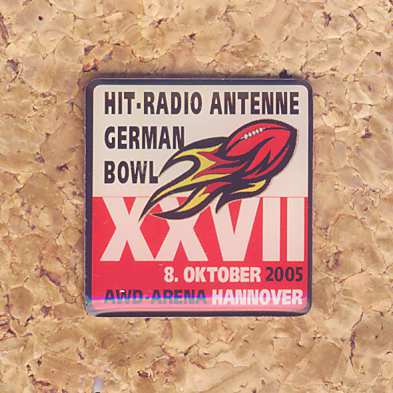 HIT-RADIO ANTENNE
GERMAN
BOWL
XXVII
8. OKTOBER 2005
AWD-ARENA HANNOVER